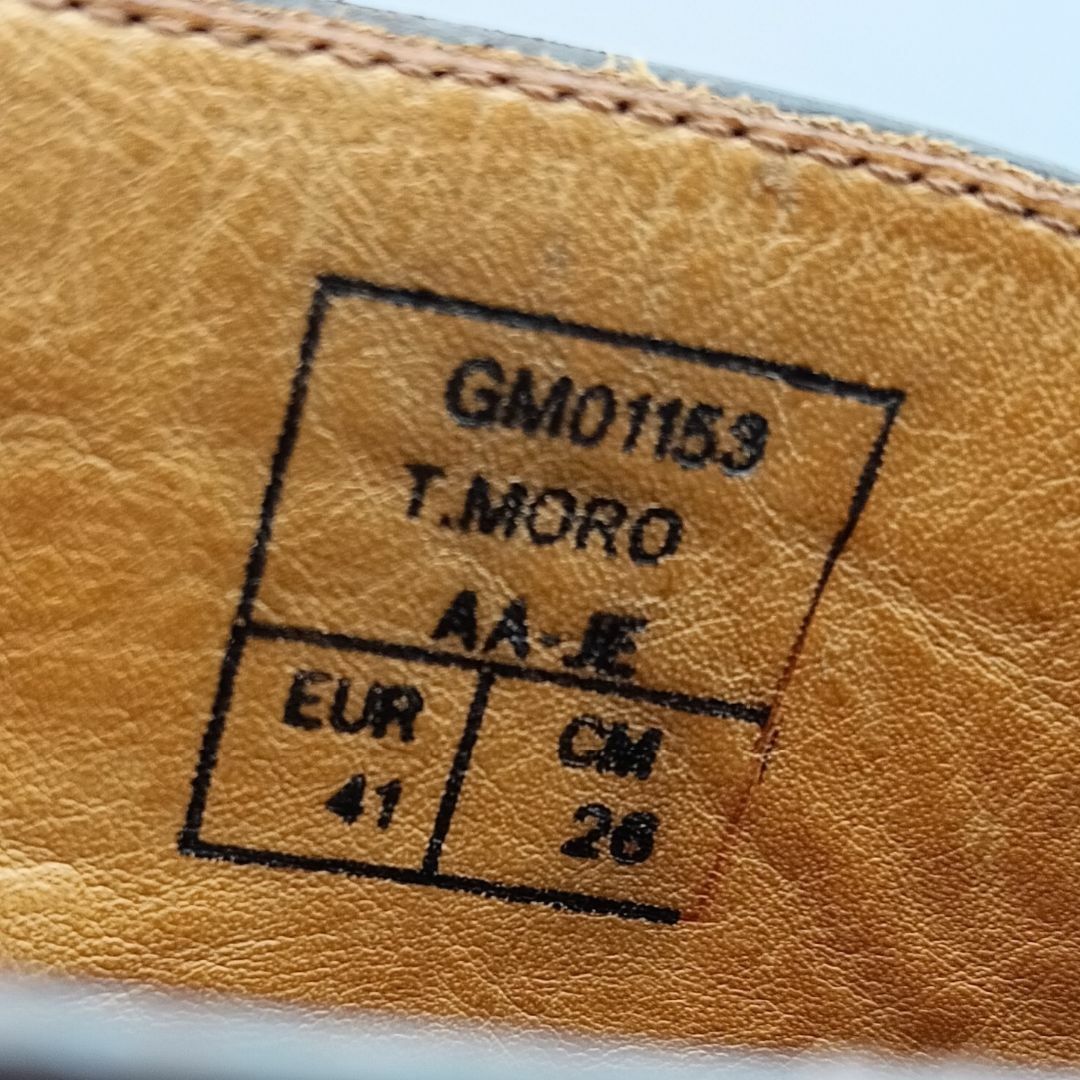 GM01153
T.MORO
AA-JE
EUR
CM
41
26